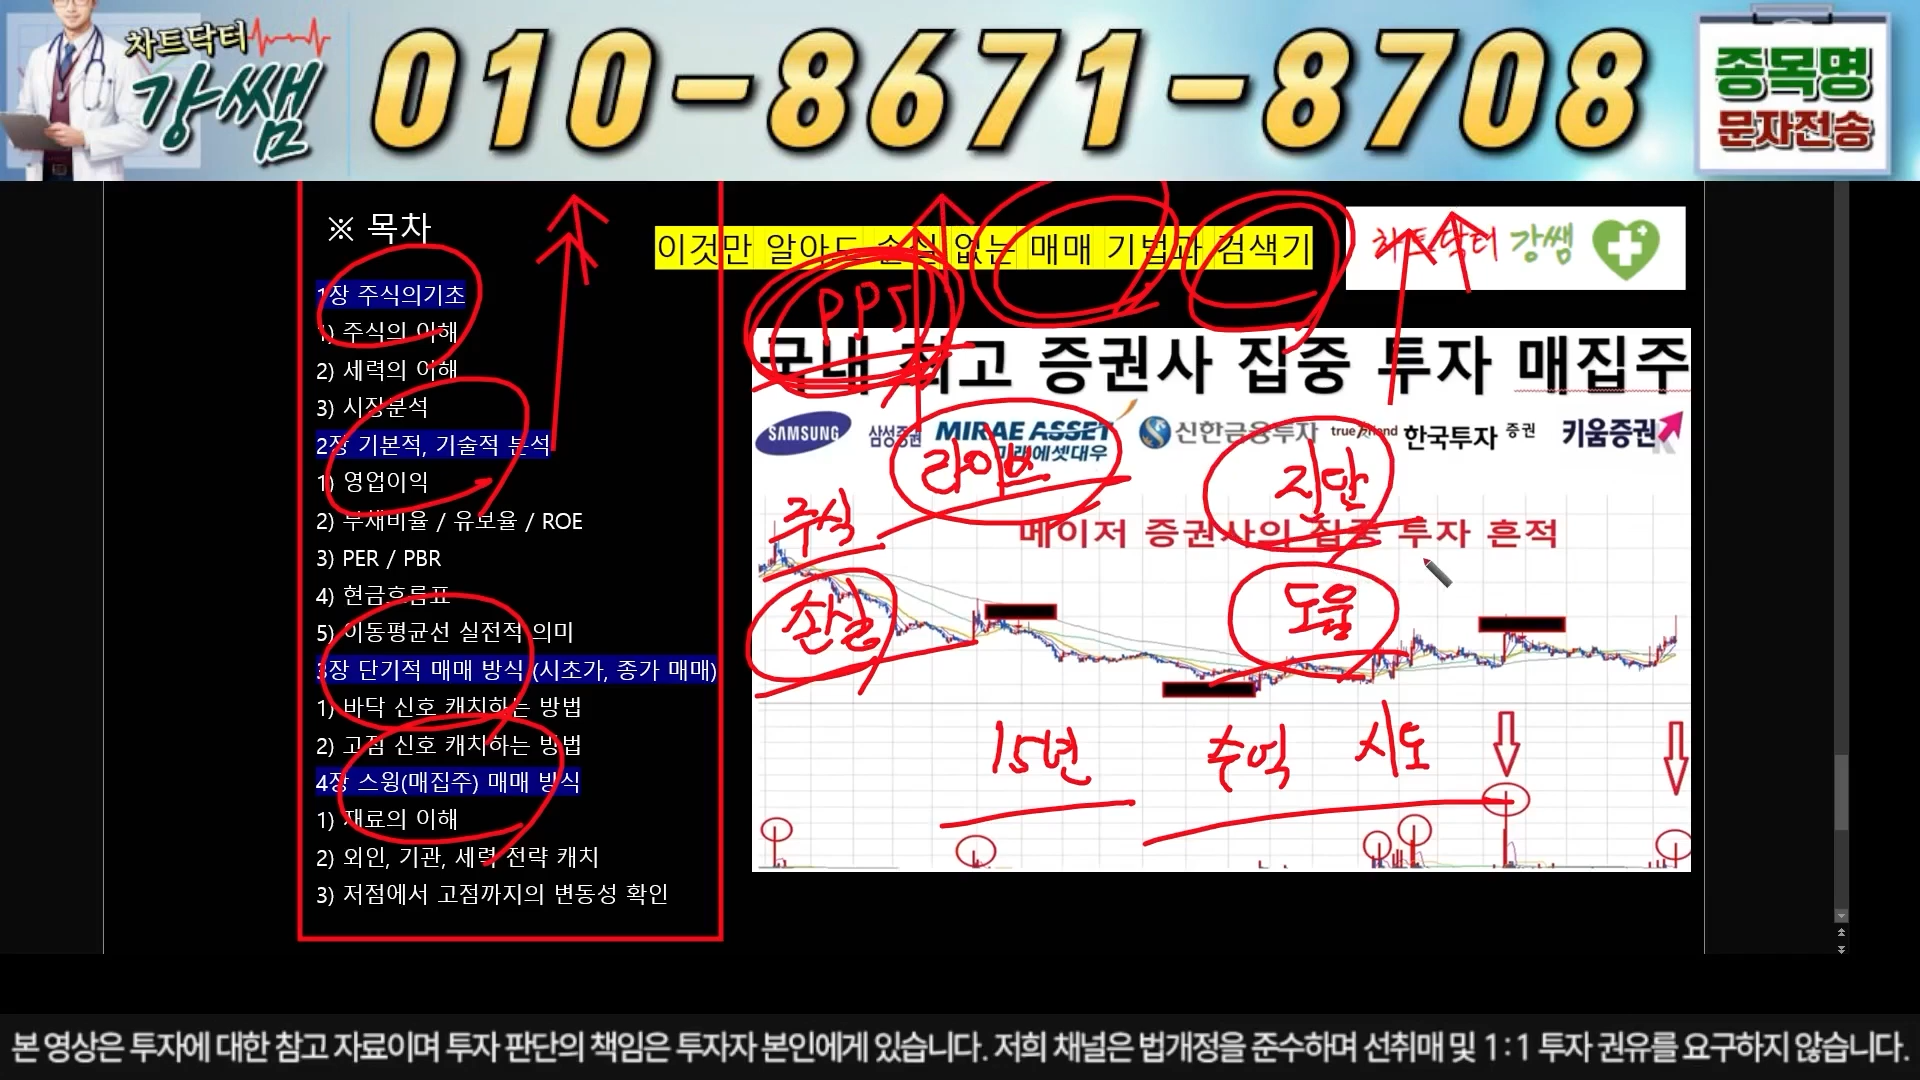 차트닥터
강쌤
010-8671-8708
종목명
문자전송
※ 목차
이것만 알아도 손실 없는 매매 기법과 검색기
차트닥터 강쌤
1장 주식의기초
1) 주식의 이해
2) 세력의 이해
3) 시장분석
2장 기본적, 기술적 분석
1) 영업이익
2) 부채비율 / 유보율 / ROE
3) PER / PBR
4) 현금흐름표
5) 이동평균선 실전적 의미
3장 단기적 매매 방식 (시초가, 종가 매매)
1) 바닥 신호 캐치하는 방법
2) 고점 신호 캐치하는 방법
4장 스윙(매집주) 매매 방식
1) 재료의 이해
2) 외인, 기관, 세력 전략 캐치
3) 저점에서 고점까지의 변동성 확인
국내 최고 증권사 집중 투자 매집주
SAMSUNG 삼성증권 MIRAE ASSET 미래에셋대우 신한금융투자 true friend 한국투자 증권 키움증권
라이브
진단
주식
메이저 증권사의 집중 투자 흔적
손실
도움
15년 수억 시도
본 영상은 투자에 대한 참고 자료이며 투자 판단의 책임은 투자자 본인에게 있습니다. 저희 채널은 법개정을 준수하며 선취매 및 1:1 투자 권유를 요구하지 않습니다.